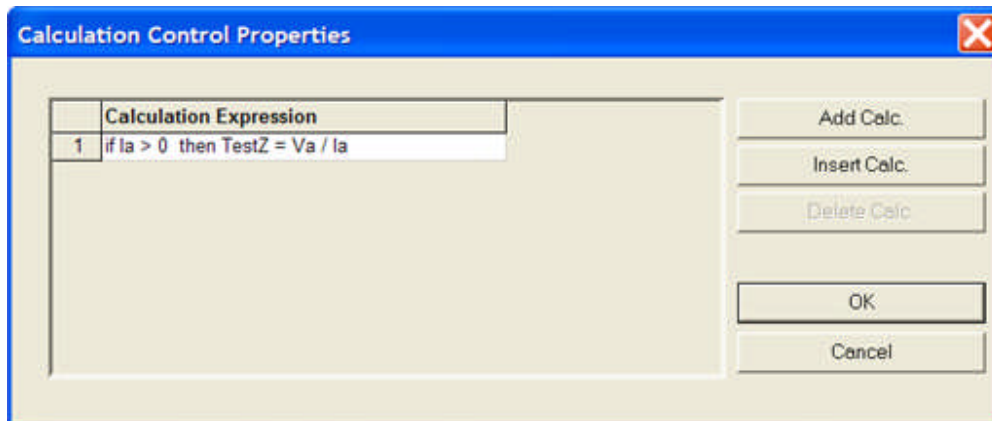 Calculation Control Properties
Calculation Expression
1 if Ia > 0 then TestZ = Va / Ia
Add Calc.
Insert Calc.
Delete Calc
OK
Cancel